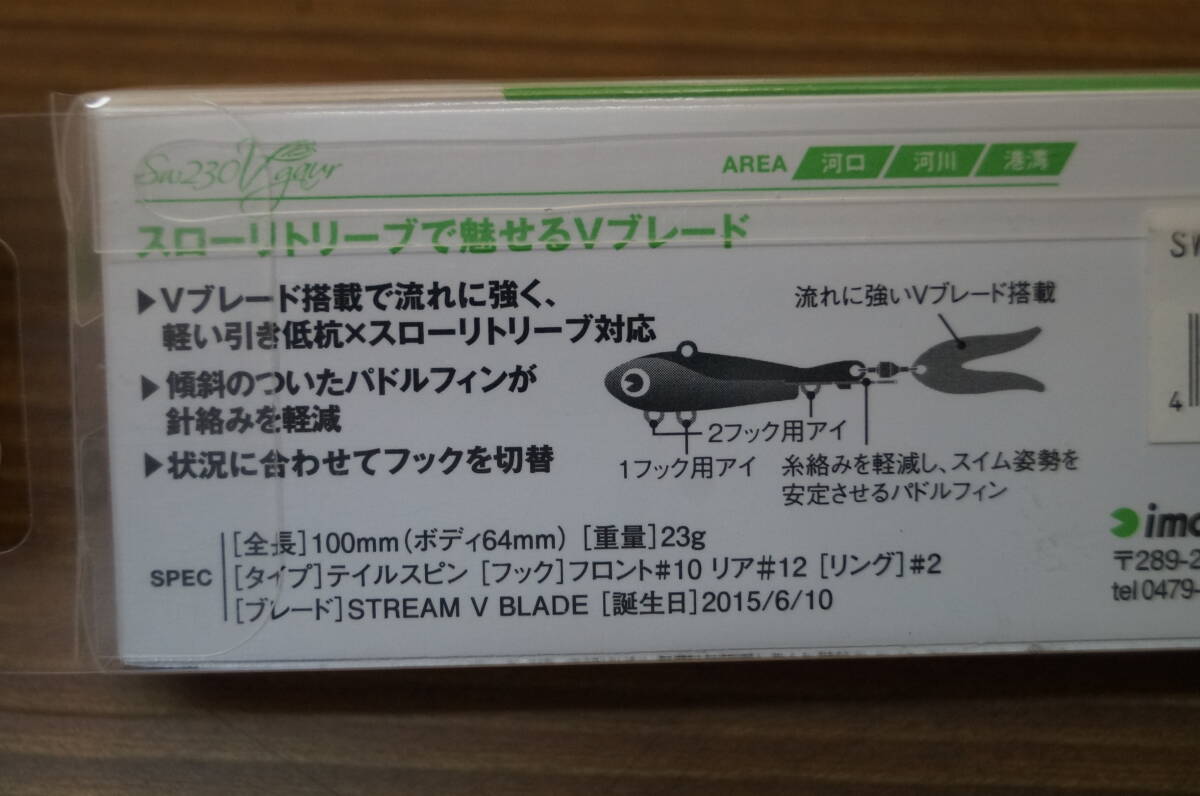 Sw230 Vgaur
AREA 河口 河川 港湾
スローリトリーブで魅せるVブレード
▶Vブレード搭載で流れに強く、
軽い引き低杭×スローリトリーブ対応
▶傾斜のついたパドルフィンが
針絡みを軽減
▶状況に合わせてフックを切替
流れに強いVブレード搭載
2フック用アイ
1フック用アイ
糸絡みを軽減し、スイム姿勢を
安定させるパドルフィン
SPEC
[全長]100mm(ボディ64mm) [重量]23g
[タイプ]テイルスピン [フック]フロント#10 リア#12 [リング]#2
[ブレード]STREAM V BLADE [誕生日]2015/6/10
〒289-2
tel 0479-
4